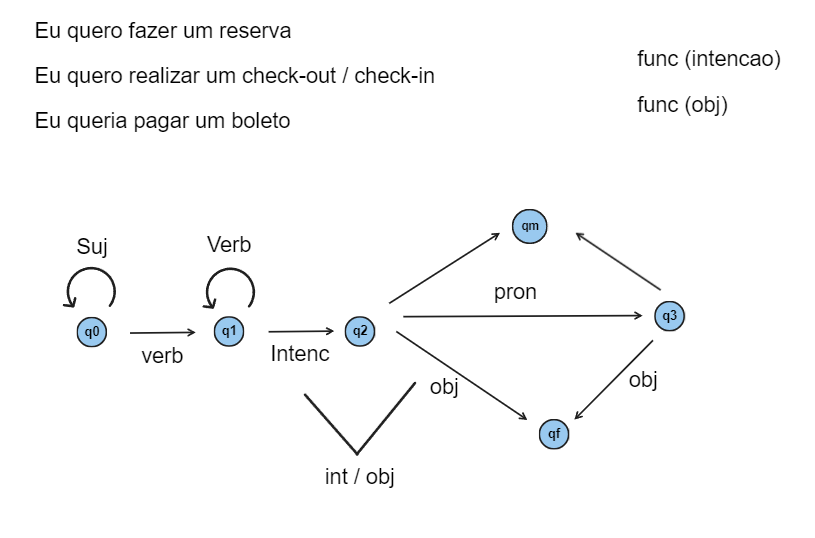 Eu quero fazer um reserva
Eu quero realizar um check-out / check-in
Eu queria pagar um boleto
func (intencao)
func (obj)
Suj
Verb
qm
pron
q0
q1
q2
q3
verb
Intenc
obj
obj
qf
int / obj